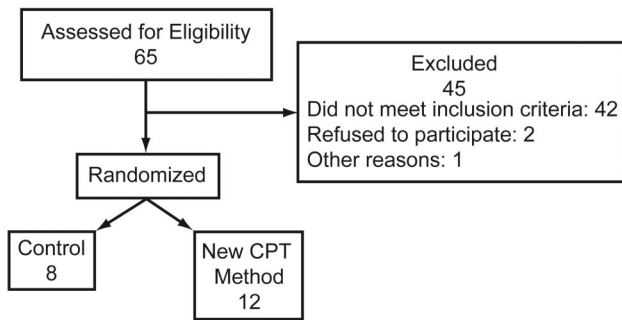 Assessed for Eligibility
65
Excluded
45
Did not meet inclusion criteria: 42
Refused to participate: 2
Other reasons: 1
Randomized
Control
8
New CPT
Method
12